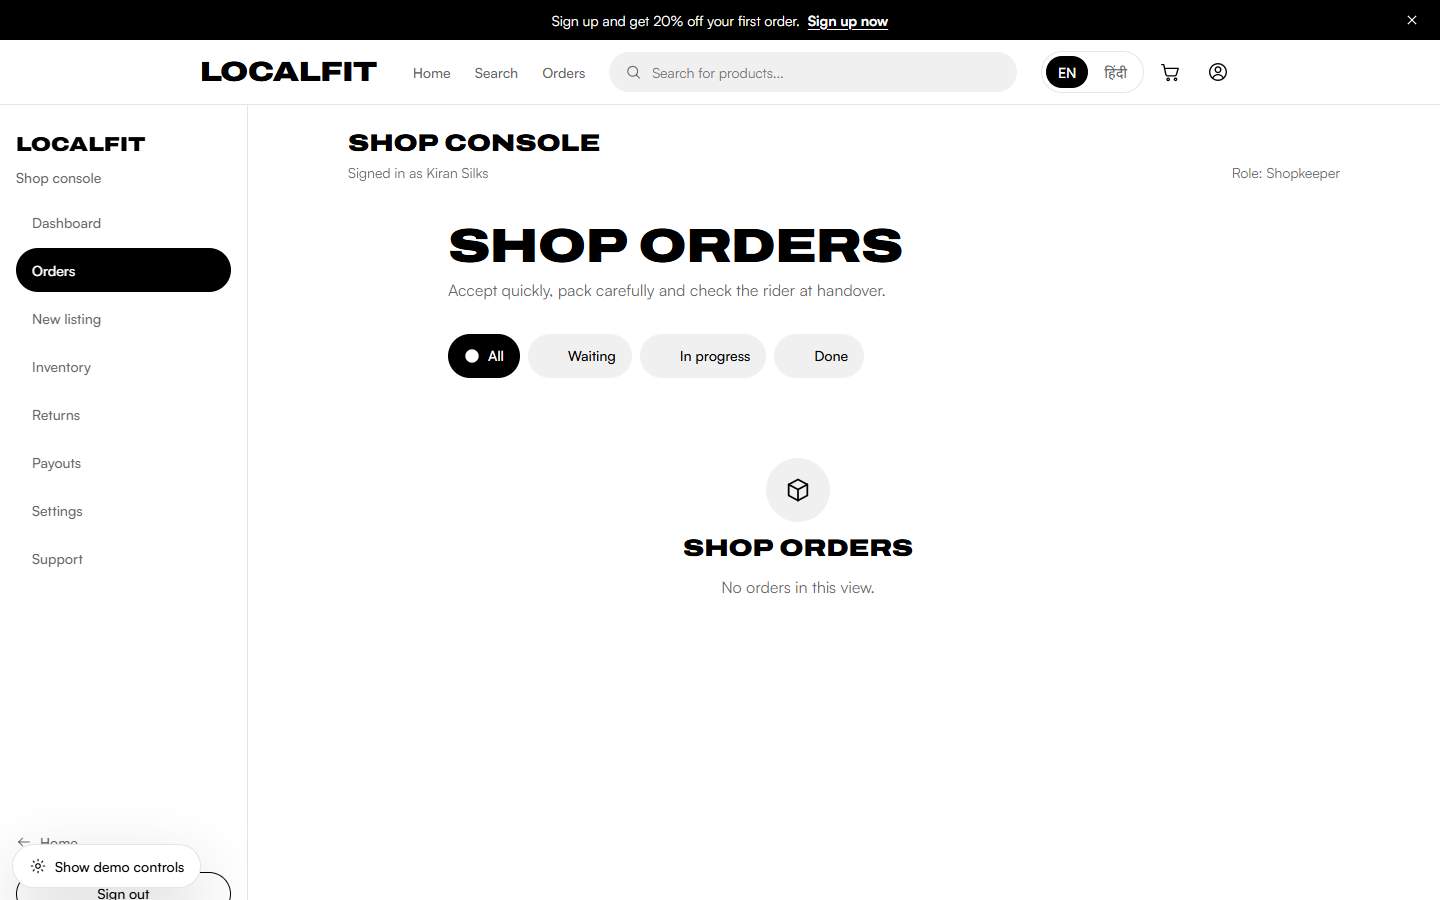 Sign up and get 20% off your first order. Sign up now
LOCALFIT
Home
Search
Orders
Search for products...
EN
हिंदी
LOCALFIT
Shop console
Dashboard
Orders
New listing
Inventory
Returns
Payouts
Settings
Support
Home
Show demo controls
Sign out
SHOP CONSOLE
Signed in as Kiran Silks
Role: Shopkeeper
SHOP ORDERS
Accept quickly, pack carefully and check the rider at handover.
All
Waiting
In progress
Done
SHOP ORDERS
No orders in this view.